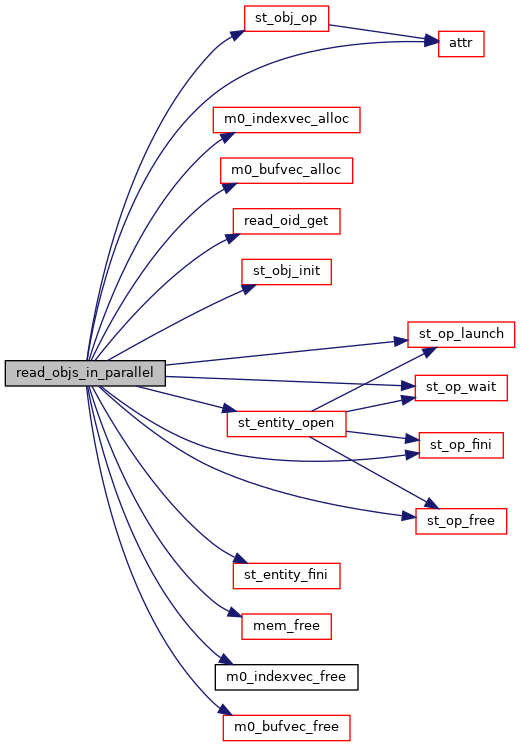 st_obj_op
attr
m0_indexvec_alloc
m0_bufvec_alloc
read_oid_get
st_obj_init
st_op_launch
read_objs_in_parallel
st_op_wait
st_entity_open
st_op_fini
st_op_free
st_entity_fini
mem_free
m0_indexvec_free
m0_bufvec_free